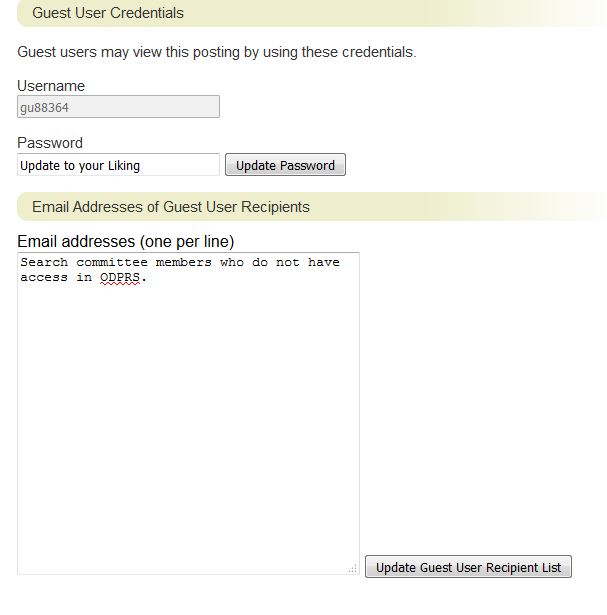 Guest User Credentials
Guest users may view this posting by using these credentials.
Username
gu88364
Password
Update to your Liking Update Password
Email Addresses of Guest User Recipients
Email addresses (one per line)
Search committee members who do not have
access in ODPRS.
Update Guest User Recipient List